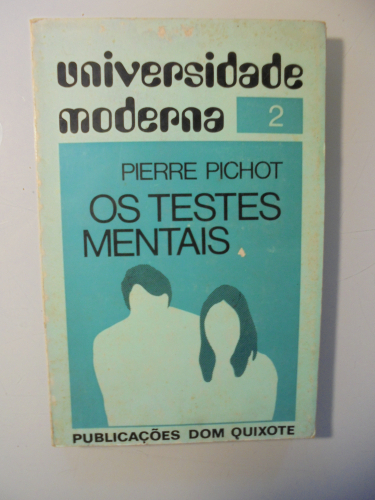 universidade
moderna 2
PIERRE PICHOT
OS TESTES
MENTAIS
PUBLICAÇÕES DOM QUIXOTE